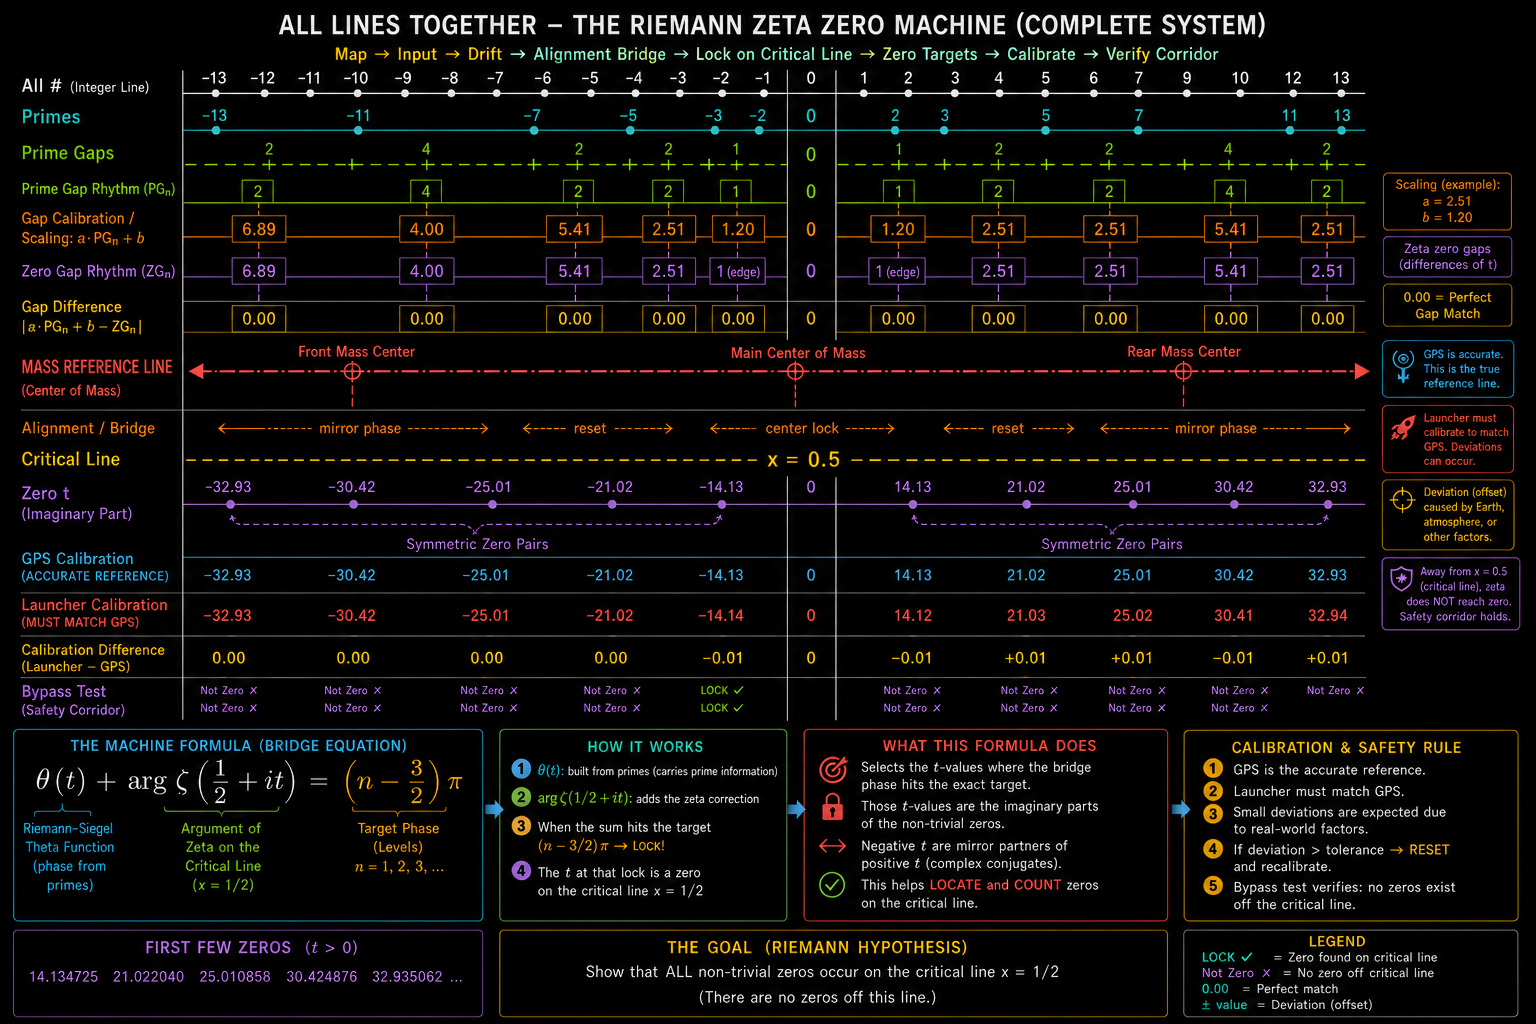 ALL LINES TOGETHER – THE RIEMANN ZETA ZERO MACHINE (COMPLETE SYSTEM)
Map → Input → Drift → Alignment Bridge → Lock on Critical Line → Zero Targets → Calibrate → Verify Corridor
All # (Integer Line) −13 −12 −11 −10 −9 −8 −7 −6 −5 −4 −3 −2 −1 0 1 2 3 4 5 6 7 9 10 12 13
Primes −13 −11 −7 −5 −3 −2 0 2 3 5 7 11 13
Prime Gaps 2 4 2 2 1 0 1 2 2 4 2
Prime Gap Rhythm (PGₙ) 2 4 2 2 1 0 1 2 2 4 2
Gap Calibration /
Scaling: a·PGₙ + b 6.89 4.00 5.41 2.51 1.20 0 1.20 2.51 2.51 5.41 2.51
Zero Gap Rhythm (ZGₙ) 6.89 4.00 5.41 2.51 1 (edge) 0 1 (edge) 2.51 2.51 5.41 2.51
Gap Difference
|a·PGₙ + b − ZGₙ| 0.00 0.00 0.00 0.00 0.00 0 0.00 0.00 0.00 0.00 0.00
Scaling (example):
a = 2.51
b = 1.20
Zeta zero gaps
(differences of t)
0.00 = Perfect
Gap Match
Front Mass Center Main Center of Mass Rear Mass Center
MASS REFERENCE LINE
(Center of Mass)
GPS is accurate.
This is the true
reference line.
Alignment / Bridge mirror phase reset center lock reset mirror phase
Launcher must
calibrate to match
GPS. Deviations
can occur.
Critical Line x = 0.5
Zero t
(Imaginary Part) −32.93 −30.42 −25.01 −21.02 −14.13 0 14.13 21.02 25.01 30.42 32.93
Symmetric Zero Pairs Symmetric Zero Pairs
Deviation (offset)
caused by Earth,
atmosphere, or
other factors.
GPS Calibration
(ACCURATE REFERENCE) −32.93 −30.42 −25.01 −21.02 −14.13 0 14.13 21.02 25.01 30.42 32.93
Launcher Calibration
(MUST MATCH GPS) −32.93 −30.42 −25.01 −21.02 −14.14 0 14.12 21.03 25.02 30.41 32.94
Away from x = 0.5
(critical line), zeta
does NOT reach zero.
Safety corridor holds.
Calibration Difference
(Launcher − GPS) 0.00 0.00 0.00 0.00 −0.01 0 −0.01 +0.01 +0.01 −0.01 +0.01
Bypass Test
(Safety Corridor)
Not Zero ✗ Not Zero ✗ Not Zero ✗ Not Zero ✗ LOCK ✓ Not Zero ✗ Not Zero ✗ Not Zero ✗ Not Zero ✗ Not Zero ✗
Not Zero ✗ Not Zero ✗ Not Zero ✗ Not Zero ✗ LOCK ✓ Not Zero ✗ Not Zero ✗ Not Zero ✗ Not Zero ✗
THE MACHINE FORMULA (BRIDGE EQUATION)
θ(t) + arg ζ(1/2 + it) = (n − 3/2) π
Riemann–Siegel
Theta Function
(phase from
primes)
Argument of
Zeta on the
Critical Line
(x = 1/2)
Target Phase
(Levels)
n = 1, 2, 3, ...
HOW IT WORKS
1 θ(t): built from primes (carries prime information)
2 arg ζ(1/2 + it): adds the zeta correction
3 When the sum hits the target
(n − 3/2) π → LOCK!
4 The t at that lock is a zero
on the critical line x = 1/2
WHAT THIS FORMULA DOES
Selects the t-values where the bridge
phase hits the exact target.
Those t-values are the imaginary parts
of the non-trivial zeros.
Negative t are mirror partners of
positive t (complex conjugates).
This helps LOCATE and COUNT zeros
on the critical line.
CALIBRATION & SAFETY RULE
1 GPS is the accurate reference.
2 Launcher must match GPS.
3 Small deviations are expected due
to real-world factors.
4 If deviation > tolerance → RESET
and recalibrate.
5 Bypass test verifies: no zeros exist
off the critical line.
FIRST FEW ZEROS (t > 0)
14.134725 21.022040 25.010858 30.424876 32.935062 ...
THE GOAL (RIEMANN HYPOTHESIS)
Show that ALL non-trivial zeros occur on the critical line x = 1/2
(There are no zeros off this line.)
LEGEND
LOCK ✓ = Zero found on critical line
Not Zero ✗ = No zero off critical line
0.00 = Perfect match
± value = Deviation (offset)